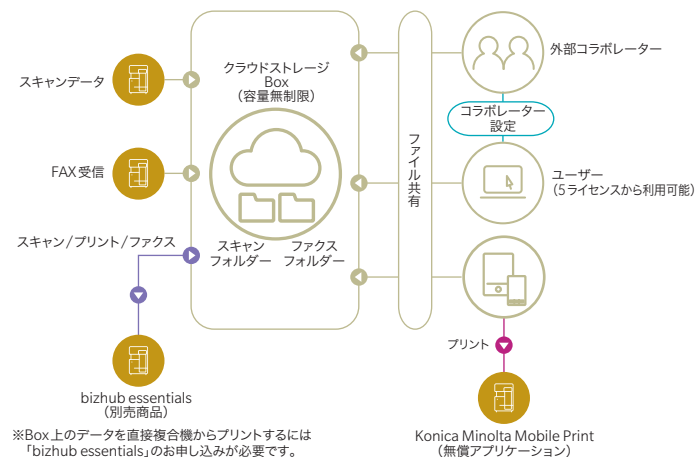 スキャンデータ
FAX受信
スキャン/プリント/ファクス
bizhub essentials
（別売商品）
※Box上のデータを直接複合機からプリントするには
「bizhub essentials」のお申し込みが必要です。
クラウドストレージ
Box
（容量無制限）
スキャン
フォルダー
ファクス
フォルダー
ファイル共有
外部コラボレーター
コラボレーター
設定
ユーザー
（5ライセンスから利用可能）
プリント
Konica Minolta Mobile Print
（無償アプリケーション）